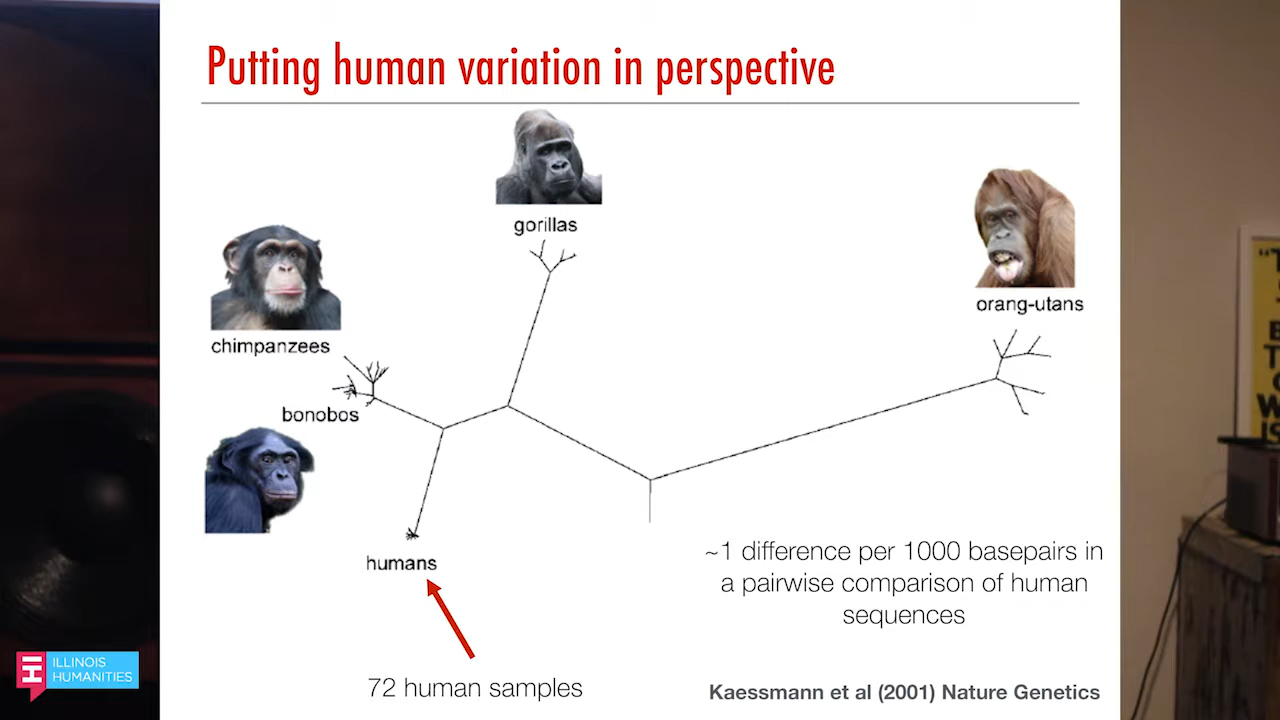 Putting human variation in perspective
gorillas
orang-utans
chimpanzees
bonobos
humans
~1 difference per 1000 basepairs in
a pairwise comparison of human
sequences
72 human samples
Kaessmann et al (2001) Nature Genetics
ILLINOIS
HUMANITIES